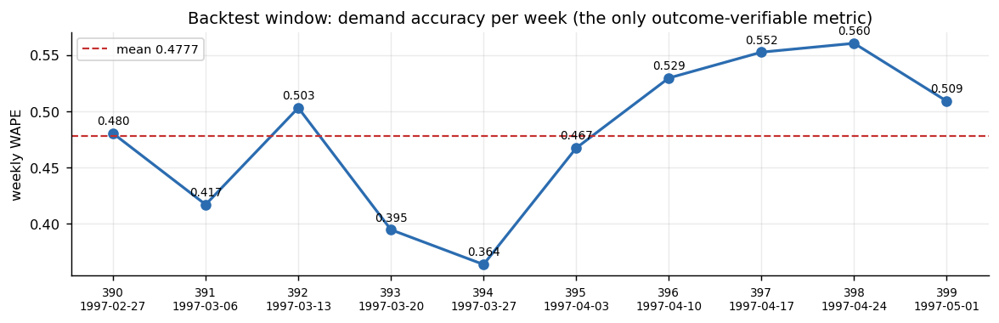 Backtest window: demand accuracy per week (the only outcome-verifiable metric)
mean 0.4777
weekly WAPE
0.55
0.50
0.45
0.40
0.480
0.417
0.503
0.395
0.364
0.467
0.529
0.552
0.560
0.509
390 391 392 393 394 395 396 397 398 399
1997-02-27 1997-03-06 1997-03-13 1997-03-20 1997-03-27 1997-04-03 1997-04-10 1997-04-17 1997-04-24 1997-05-01